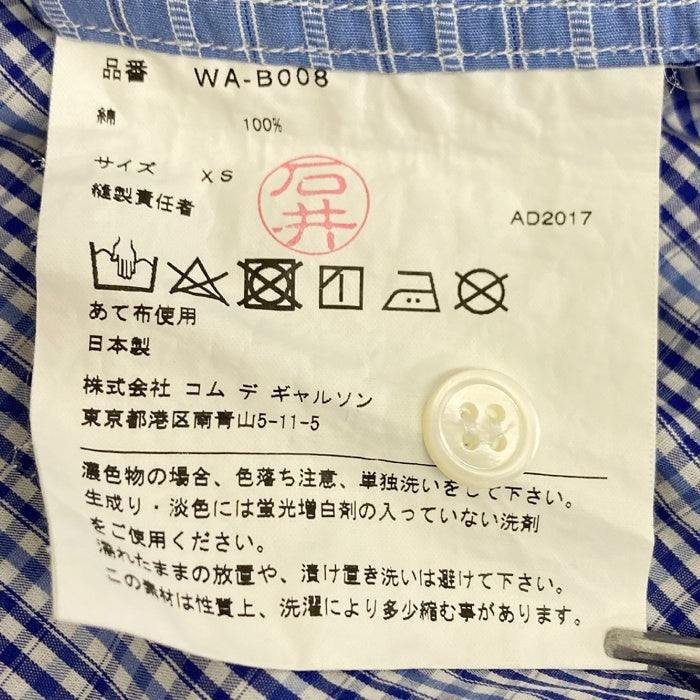 品番 WA-B008
綿 100%
サイズ XS
縫製責任者
石井
AD2017
あて布使用
日本製
株式会社 コム デ ギャルソン
東京都港区南青山5-11-5
濃色物の場合、色落ち注意、単独洗いをして下さい。
生成り・淡色には蛍光増白剤の入っていない洗剤
をご使用ください。
濡れたままの放置や、漬け置き洗いは避けて下さい。
この素材は性質上、洗濯により多少縮む事があります。